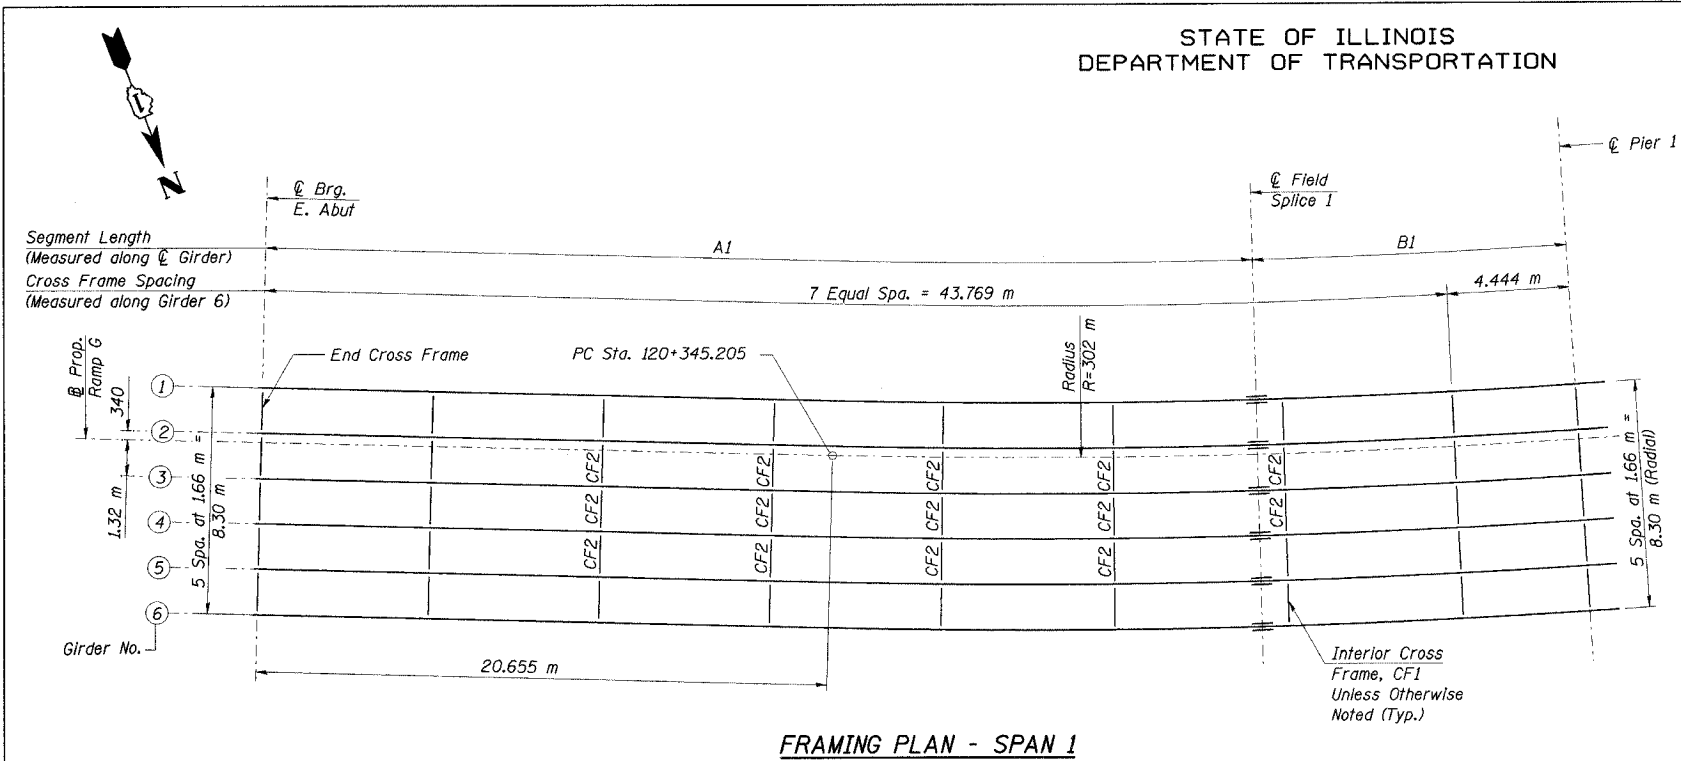 STATE OF ILLINOIS
DEPARTMENT OF TRANSPORTATION
N
℄ Pier 1
℄ Brg.
E. Abut
℄ Field
Splice 1
Segment Length
(Measured along ℄ Girder)
A1
B1
Cross Frame Spacing
(Measured along Girder 6)
7 Equal Spa. = 43.769 m
4.444 m
Prop.
Ramp G
340
End Cross Frame
PC Sta. 120+345.205
Radius
R=302 m
1
2
3
4
5
6
1.32 m
5 Spa. at 1.66 m =
8.30 m
CF2
CF2
CF2
CF2
CF2
CF2
CF2
CF2
CF2
CF2
CF2
CF2
CF2
CF2
5 Spa. at 1.66 m =
8.30 m (Radial)
Girder No.
20.655 m
Interior Cross
Frame, CF1
Unless Otherwise
Noted (Typ.)
FRAMING PLAN - SPAN 1